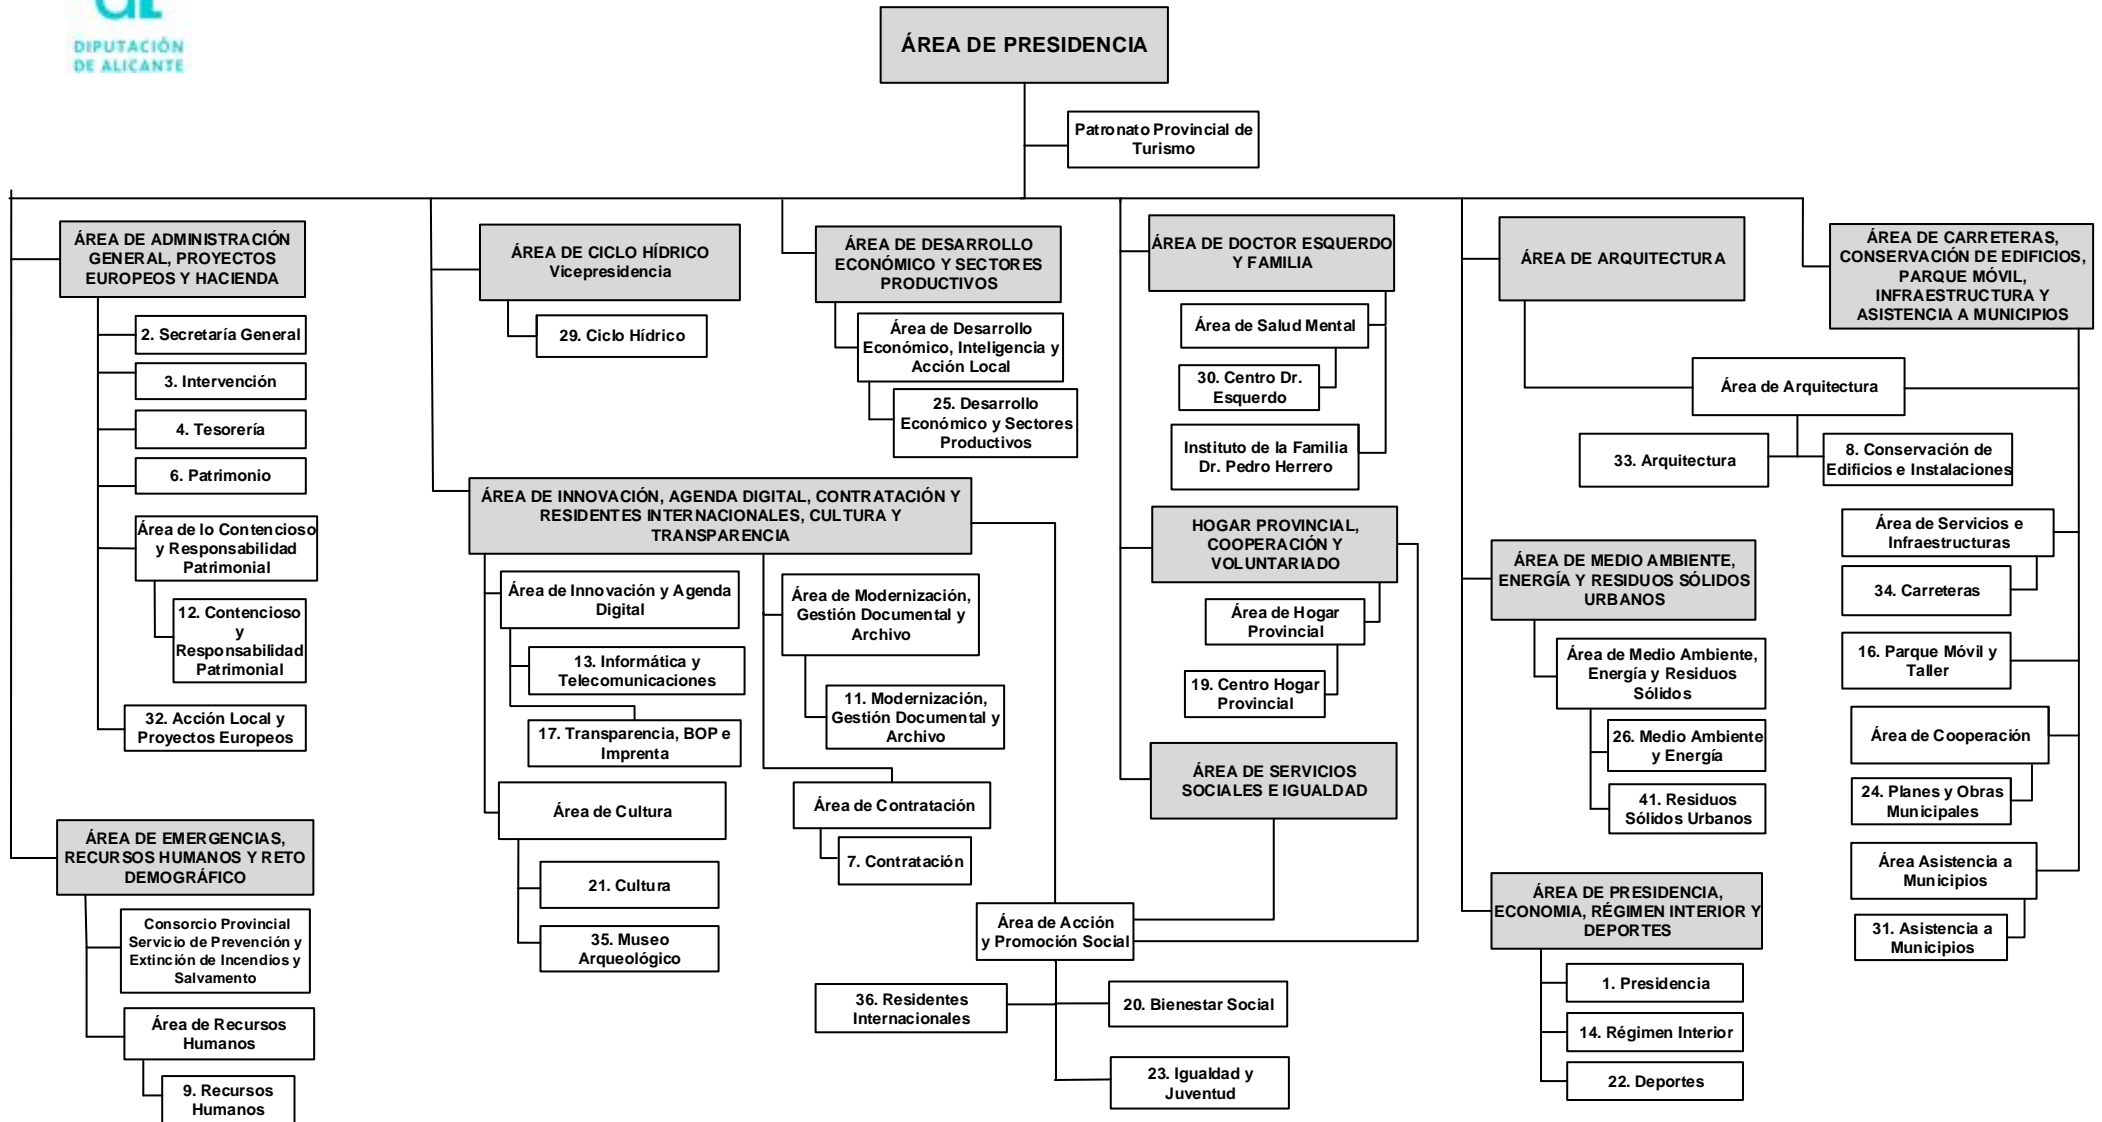 DIPUTACIÓN
DE ALICANTE
ÁREA DE PRESIDENCIA
Patronato Provincial de
Turismo
ÁREA DE ADMINISTRACIÓN
GENERAL, PROYECTOS
EUROPEOS Y HACIENDA
2. Secretaría General
3. Intervención
4. Tesorería
6. Patrimonio
Área de lo Contencioso
y Responsabilidad
Patrimonial
12. Contencioso
y
Responsabilidad
Patrimonial
32. Acción Local y
Proyectos Europeos
ÁREA DE EMERGENCIAS,
RECURSOS HUMANOS Y RETO
DEMOGRÁFICO
Consorcio Provincial
Servicio de Prevención y
Extinción de Incendios y
Salvamento
Área de Recursos
Humanos
9. Recursos
Humanos
ÁREA DE CICLO HÍDRICO
Vicepresidencia
29. Ciclo Hídrico
ÁREA DE DESARROLLO
ECONÓMICO Y SECTORES
PRODUCTIVOS
Área de Desarrollo
Económico, Inteligencia y
Acción Local
25. Desarrollo
Económico y Sectores
Productivos
ÁREA DE INNOVACIÓN, AGENDA DIGITAL, CONTRATACIÓN Y
RESIDENTES INTERNACIONALES, CULTURA Y
TRANSPARENCIA
Área de Innovación y Agenda
Digital
13. Informática y
Telecomunicaciones
17. Transparencia, BOP e
Imprenta
Área de Cultura
21. Cultura
35. Museo
Arqueológico
Área de Modernización,
Gestión Documental y
Archivo
11. Modernización,
Gestión Documental y
Archivo
Área de Contratación
7. Contratación
ÁREA DE DOCTOR ESQUERDO
Y FAMILIA
Área de Salud Mental
30. Centro Dr.
Esquerdo
Instituto de la Familia
Dr. Pedro Herrero
HOGAR PROVINCIAL,
COOPERACIÓN Y
VOLUNTARIADO
Área de Hogar
Provincial
19. Centro Hogar
Provincial
ÁREA DE SERVICIOS
SOCIALES E IGUALDAD
Área de Acción
y Promoción Social
36. Residentes
Internacionales
20. Bienestar Social
23. Igualdad y
Juventud
ÁREA DE ARQUITECTURA
Área de Arquitectura
33. Arquitectura
8. Conservación de
Edificios e Instalaciones
ÁREA DE MEDIO AMBIENTE,
ENERGÍA Y RESIDUOS SÓLIDOS
URBANOS
Área de Medio Ambiente,
Energía y Residuos
Sólidos
26. Medio Ambiente
y Energía
41. Residuos
Sólidos Urbanos
ÁREA DE PRESIDENCIA,
ECONOMIA, RÉGIMEN INTERIOR Y
DEPORTES
1. Presidencia
14. Régimen Interior
22. Deportes
ÁREA DE CARRETERAS,
CONSERVACIÓN DE EDIFICIOS,
PARQUE MÓVIL,
INFRAESTRUCTURA Y
ASISTENCIA A MUNICIPIOS
Área de Servicios e
Infraestructuras
34. Carreteras
16. Parque Móvil y
Taller
Área de Cooperación
24. Planes y Obras
Municipales
Área Asistencia a
Municipios
31. Asistencia a
Municipios